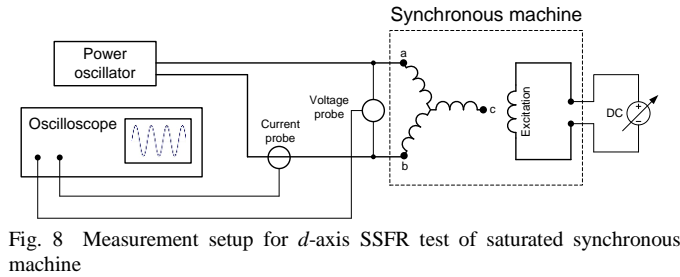 Synchronous machine
Power
oscillator
a
Oscilloscope
Voltage
probe
Current
probe
c
Excitation
DC
+
−
b
Fig. 8 Measurement setup for d-axis SSFR test of saturated synchronous
machine